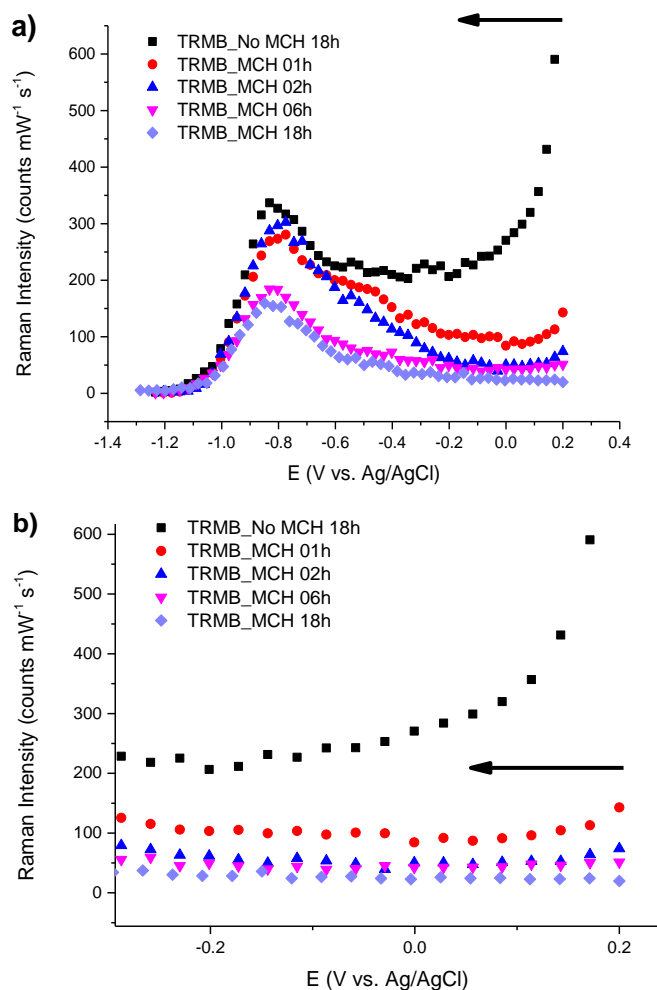 a)
TRMB_No MCH 18h
TRMB_MCH 01h
TRMB_MCH 02h
TRMB_MCH 06h
TRMB_MCH 18h
Raman Intensity (counts mW⁻¹ s⁻¹)
600
500
400
300
200
100
0
-1.4 -1.2 -1.0 -0.8 -0.6 -0.4 -0.2 0.0 0.2 0.4
E (V vs. Ag/AgCl)
b)
TRMB_No MCH 18h
TRMB_MCH 01h
TRMB_MCH 02h
TRMB_MCH 06h
TRMB_MCH 18h
Raman Intensity (counts mW⁻¹ s⁻¹)
600
500
400
300
200
100
0
-0.2 0.0 0.2
E (V vs. Ag/AgCl)